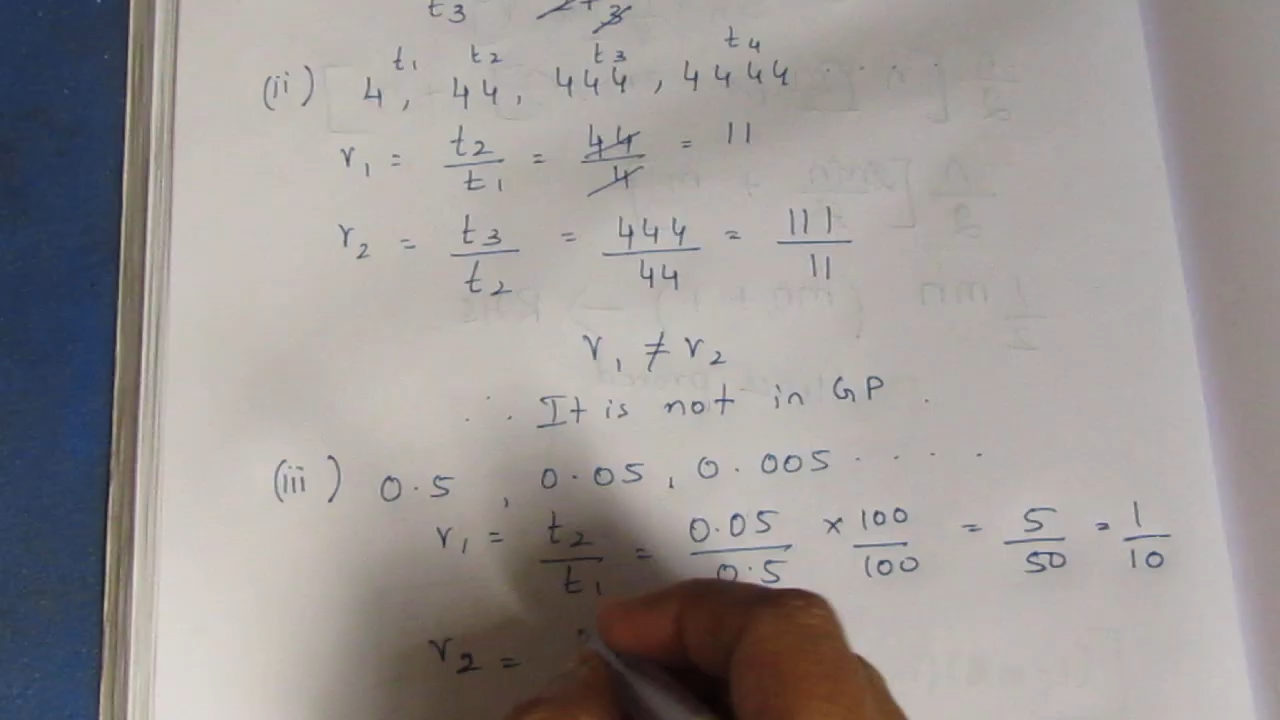 t3 3
t1 t2 t3 t4
(ii) 4, 44, 444, 4444 . . . .
r1 = t2/t1 = 44/4 = 11
r2 = t3/t2 = 444/44 = 111/11
r1 ≠ r2
∴ It is not in GP.
(iii) 0.5, 0.05, 0.005 . . . .
r1 = t2/t1 = 0.05/0.5 × 100/100 = 5/50 = 1/10
r2 =